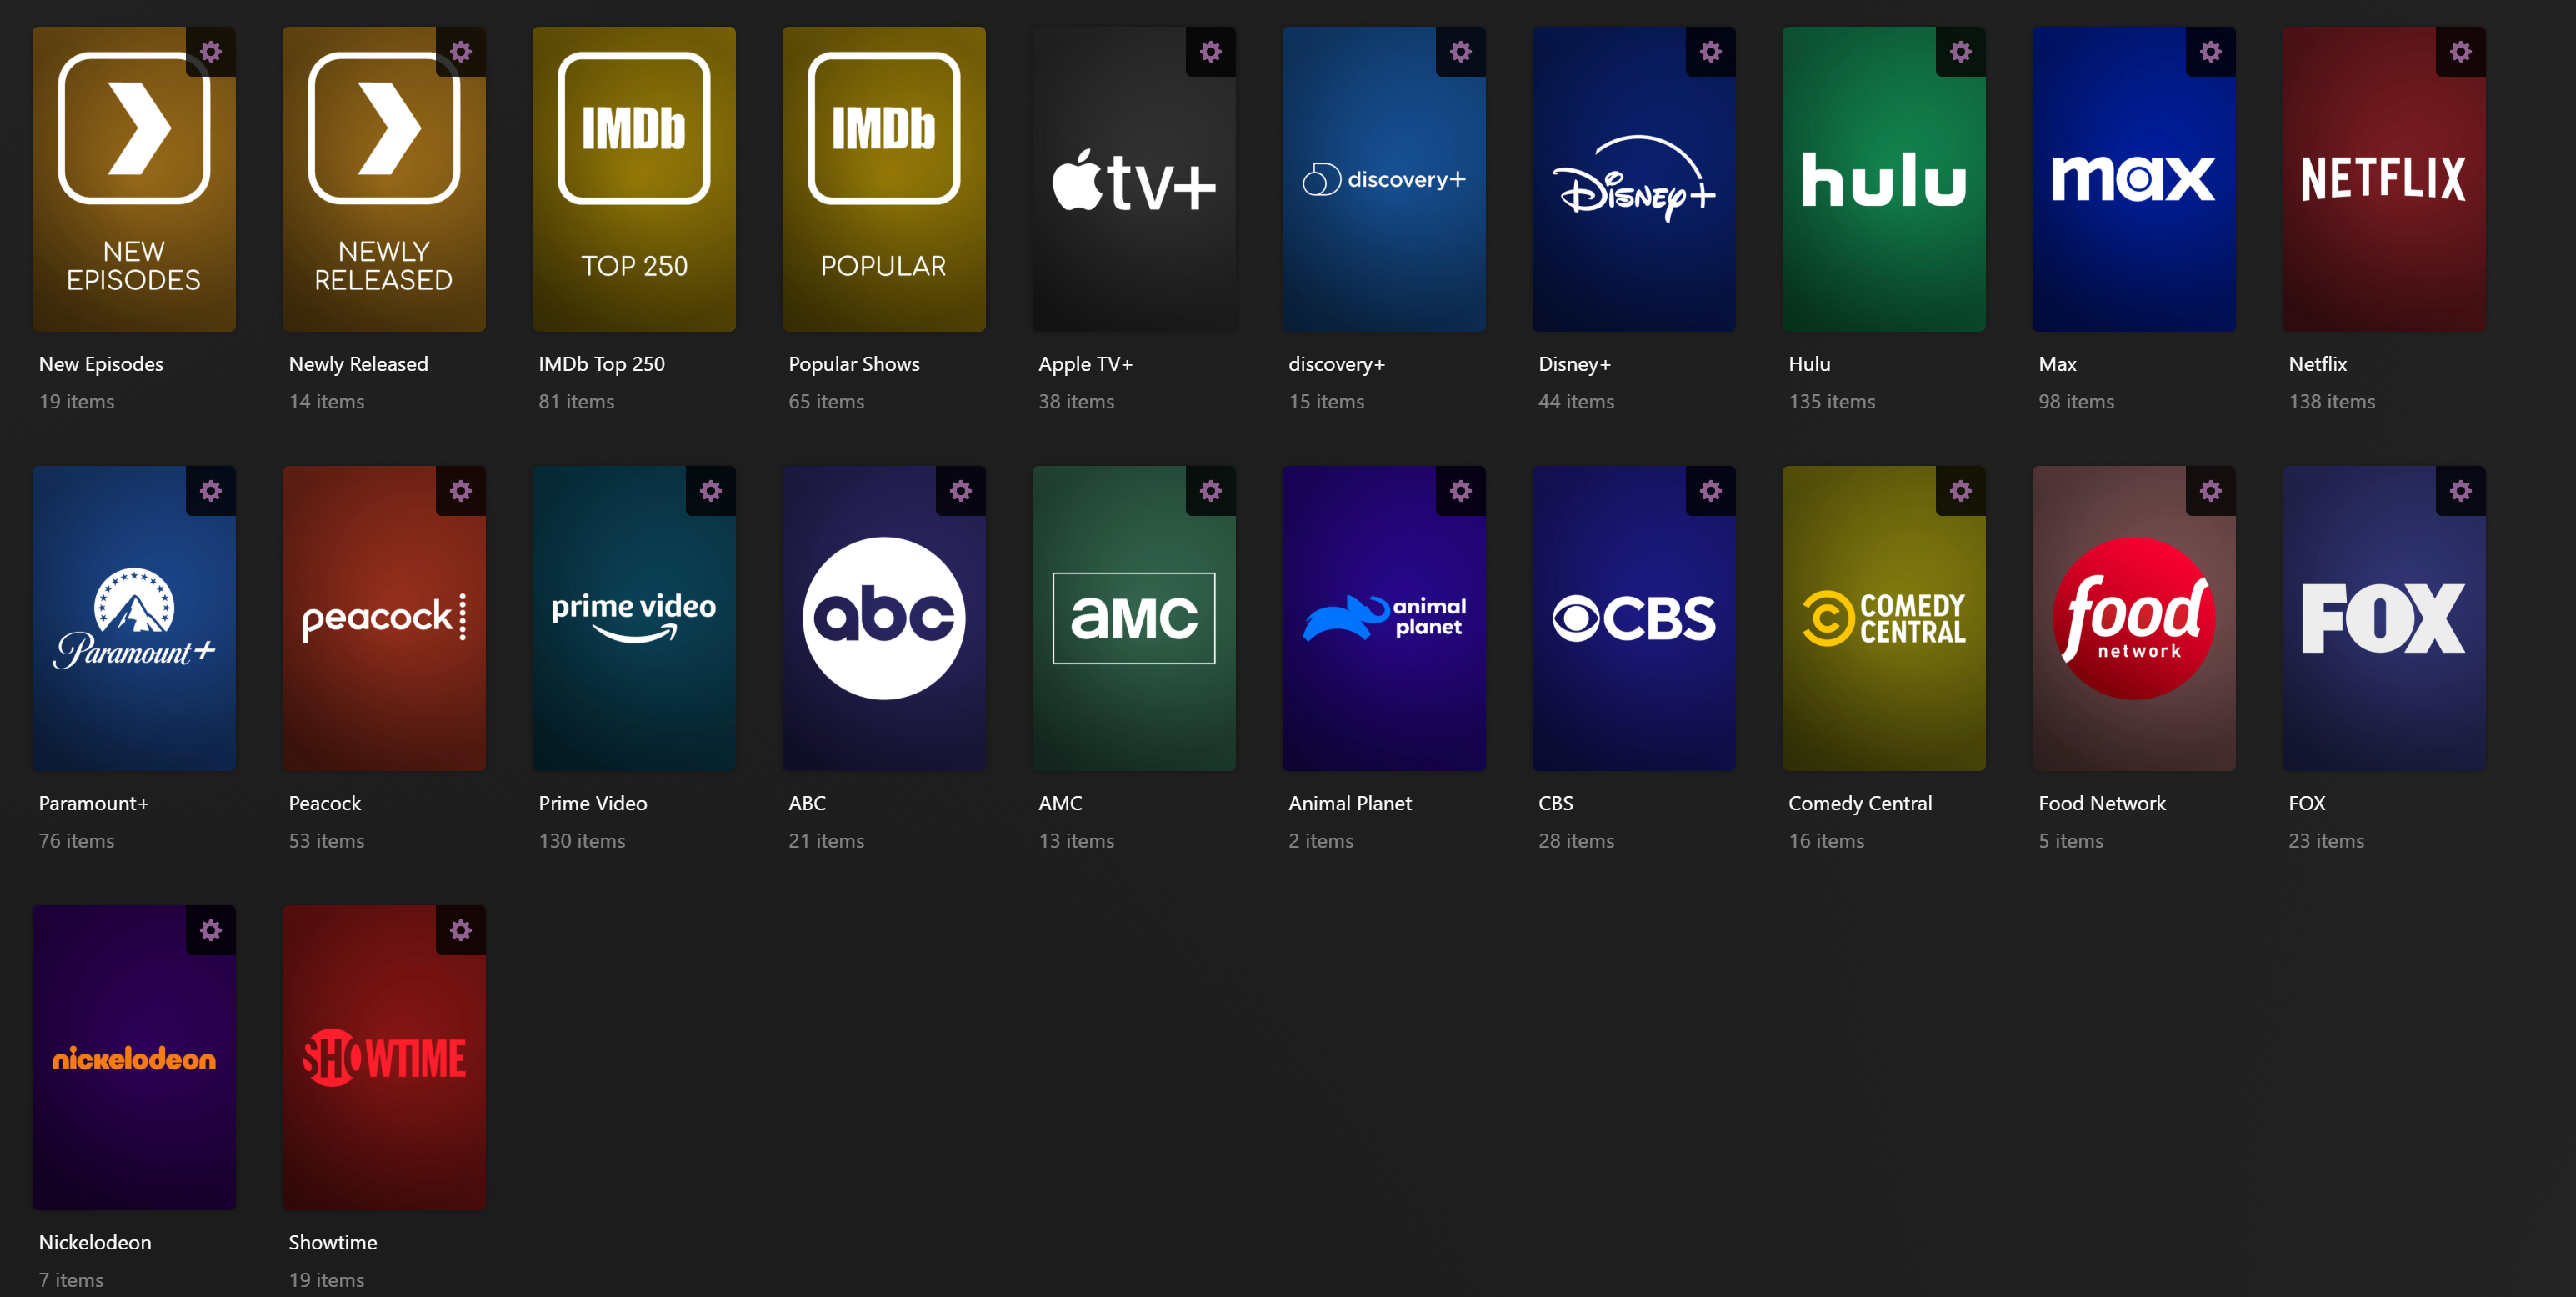 NEW
EPISODES
NEWLY
RELEASED
IMDb
TOP 250
IMDb
POPULAR
tv+
discovery+
Disney+
hulu
max
NETFLIX
New Episodes
Newly Released
IMDb Top 250
Popular Shows
Apple TV+
discovery+
Disney+
Hulu
Max
Netflix
19 items
14 items
81 items
65 items
38 items
15 items
44 items
135 items
98 items
138 items
Paramount+
peacock
prime video
abc
aMC
animal
planet
CBS
COMEDY
CENTRAL
food
network
FOX
Paramount+
Peacock
Prime Video
ABC
AMC
Animal Planet
CBS
Comedy Central
Food Network
FOX
76 items
53 items
130 items
21 items
13 items
2 items
28 items
16 items
5 items
23 items
nickelodeon
SHOWTIME
Nickelodeon
Showtime
7 items
19 items